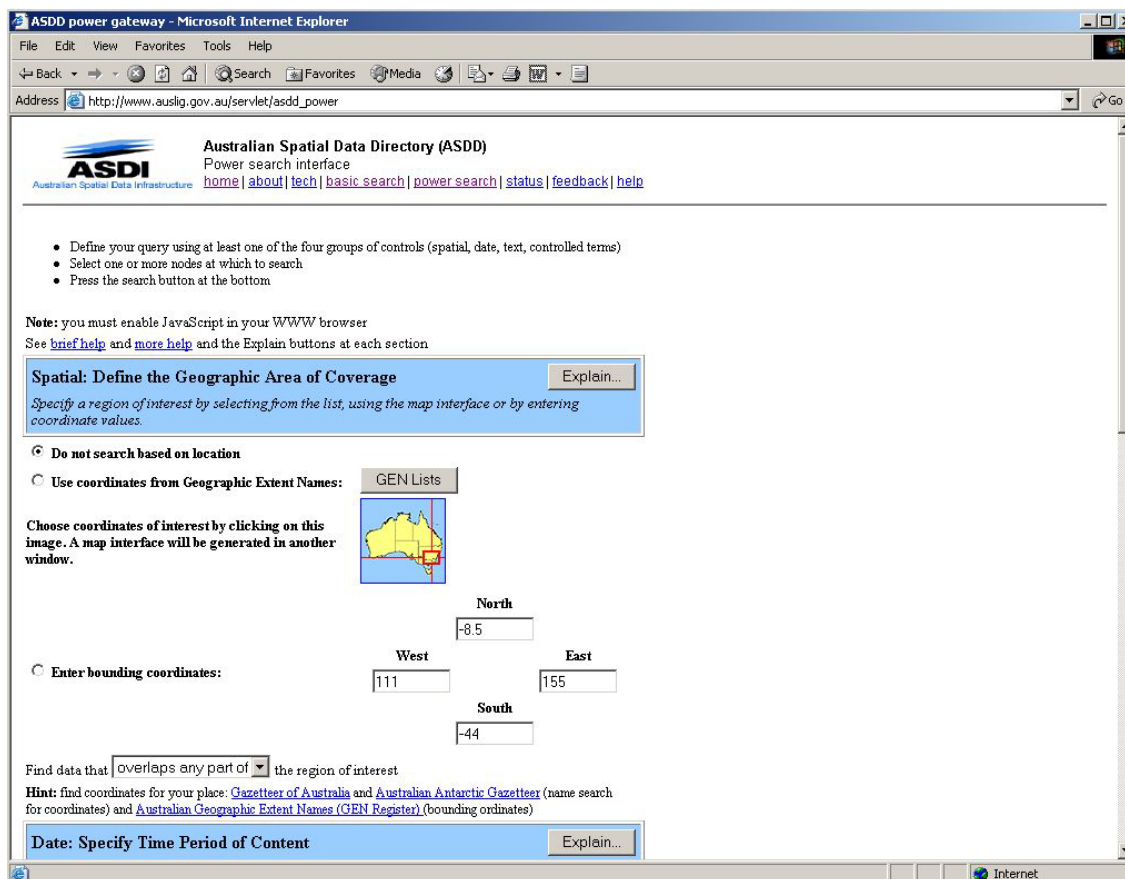 ASDD power gateway - Microsoft Internet Explorer
File Edit View Favorites Tools Help
Back Search Favorites Media
Address http://www.auslig.gov.au/servlet/asdd_power Go
ASDI
Australian Spatial Data Infrastructure
Australian Spatial Data Directory (ASDD)
Power search interface
home | about | tech | basic search | power search | status | feedback | help
• Define your query using at least one of the four groups of controls (spatial, date, text, controlled terms)
• Select one or more nodes at which to search
• Press the search button at the bottom
Note: you must enable JavaScript in your WWW browser
See brief help and more help and the Explain buttons at each section
Spatial: Define the Geographic Area of Coverage Explain...
Specify a region of interest by selecting from the list, using the map interface or by entering
coordinate values.
Do not search based on location
Use coordinates from Geographic Extent Names: GEN Lists
Choose coordinates of interest by clicking on this
image. A map interface will be generated in another
window.
North
-8.5
West East
Enter bounding coordinates: 111 155
South
-44
Find data that overlaps any part of the region of interest
Hint: find coordinates for your place: Gazetteer of Australia and Australian Antarctic Gazetteer (name search
for coordinates) and Australian Geographic Extent Names (GEN Register) (bounding ordinates)
Date: Specify Time Period of Content Explain...
Internet